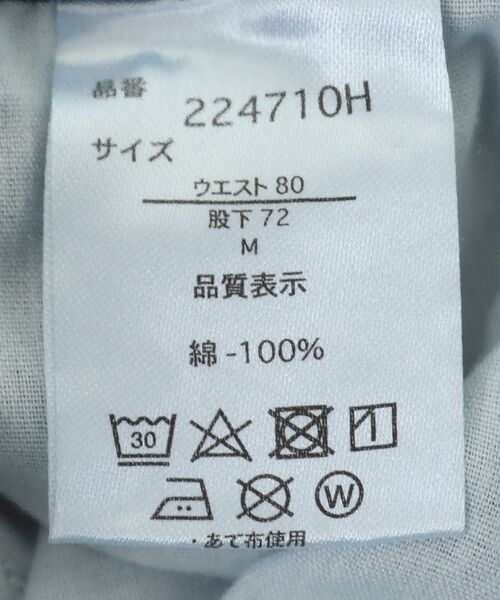 品番 224710H
サイズ
ウエスト 80
股下 72
M
品質表示
綿 -100%
30
W
・あて布使用